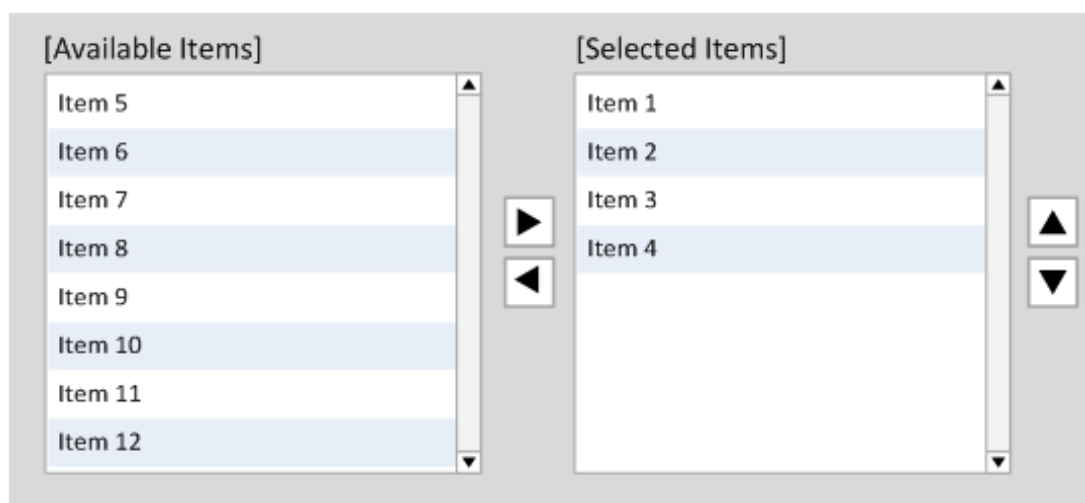 [Available Items]
Item 5
Item 6
Item 7
Item 8
Item 9
Item 10
Item 11
Item 12
[Selected Items]
Item 1
Item 2
Item 3
Item 4